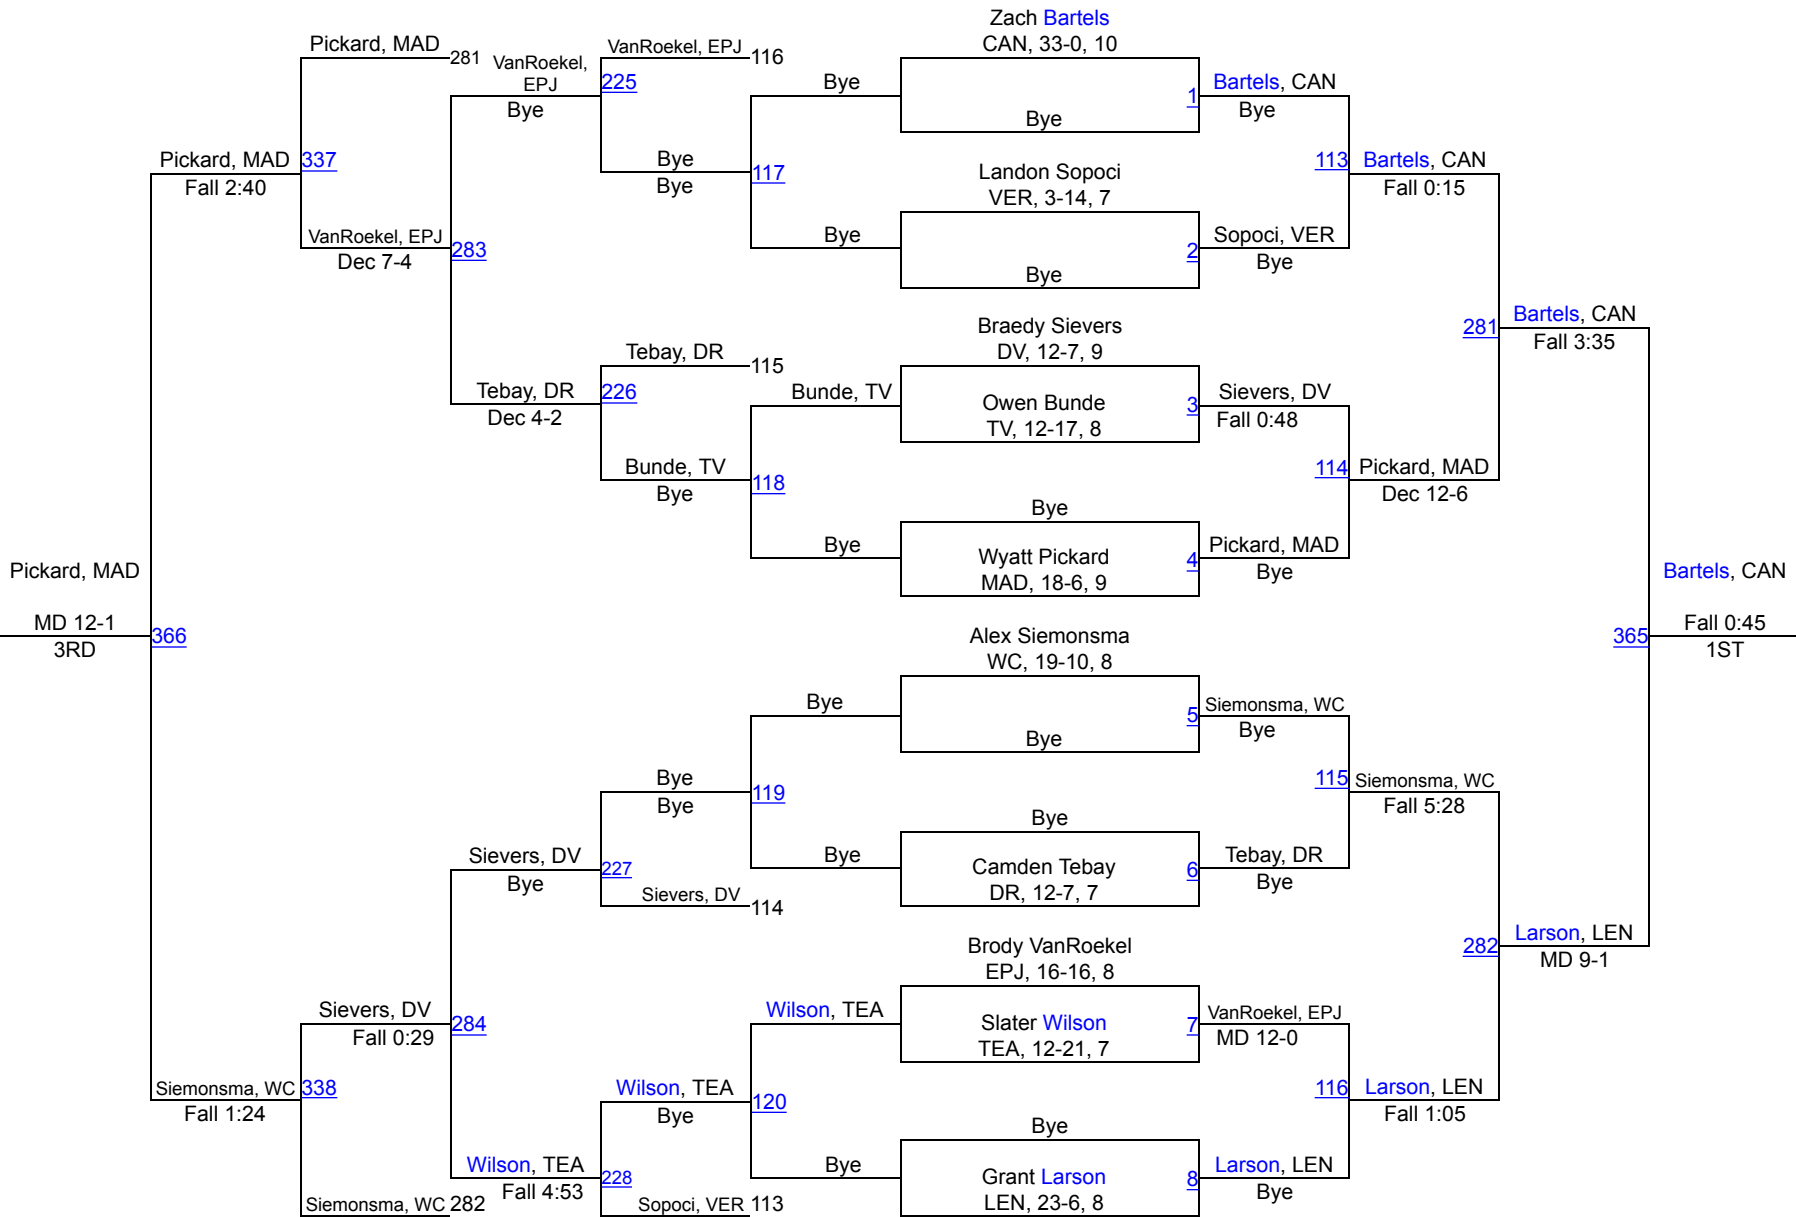 Zach Bartels
CAN, 33-0, 10
Pickard, MAD
281
VanRoekel,
EPJ
Bye
VanRoekel, EPJ
116
225
Bye
Bye
1
Bartels, CAN
Bye
Pickard, MAD
Fall 2:40
337
Bye
Bye
117
Landon Sopoci
VER, 3-14, 7
113
Bartels, CAN
Fall 0:15
VanRoekel, EPJ
Dec 7-4
283
Bye
Bye
2
Sopoci, VER
Bye
Braedy Sievers
DV, 12-7, 9
281
Bartels, CAN
Fall 3:35
Tebay, DR
115
Tebay, DR
Dec 4-2
226
Bunde, TV
Owen Bunde
TV, 12-17, 8
3
Sievers, DV
Fall 0:48
Bunde, TV
Bye
118
114
Pickard, MAD
Dec 12-6
Bye
Bye
Wyatt Pickard
MAD, 18-6, 9
4
Pickard, MAD
Bye
Pickard, MAD
MD 12-1
3RD
366
Bartels, CAN
Fall 0:45
1ST
365
Alex Siemonsma
WC, 19-10, 8
Bye
Bye
5
Siemonsma, WC
Bye
Bye
Bye
119
115
Siemonsma, WC
Fall 5:28
Bye
Sievers, DV
Bye
227
Sievers, DV
114
Bye
Camden Tebay
DR, 12-7, 7
6
Tebay, DR
Bye
Brody VanRoekel
EPJ, 16-16, 8
282
Larson, LEN
MD 9-1
Sievers, DV
Fall 0:29
284
Wilson, TEA
Slater Wilson
TEA, 12-21, 7
7
VanRoekel, EPJ
MD 12-0
Siemonsma, WC
Fall 1:24
338
Wilson, TEA
Bye
120
116
Larson, LEN
Fall 1:05
Bye
Wilson, TEA
Fall 4:53
228
Bye
Grant Larson
LEN, 23-6, 8
8
Larson, LEN
Bye
Siemonsma, WC
282
Sopoci, VER
113